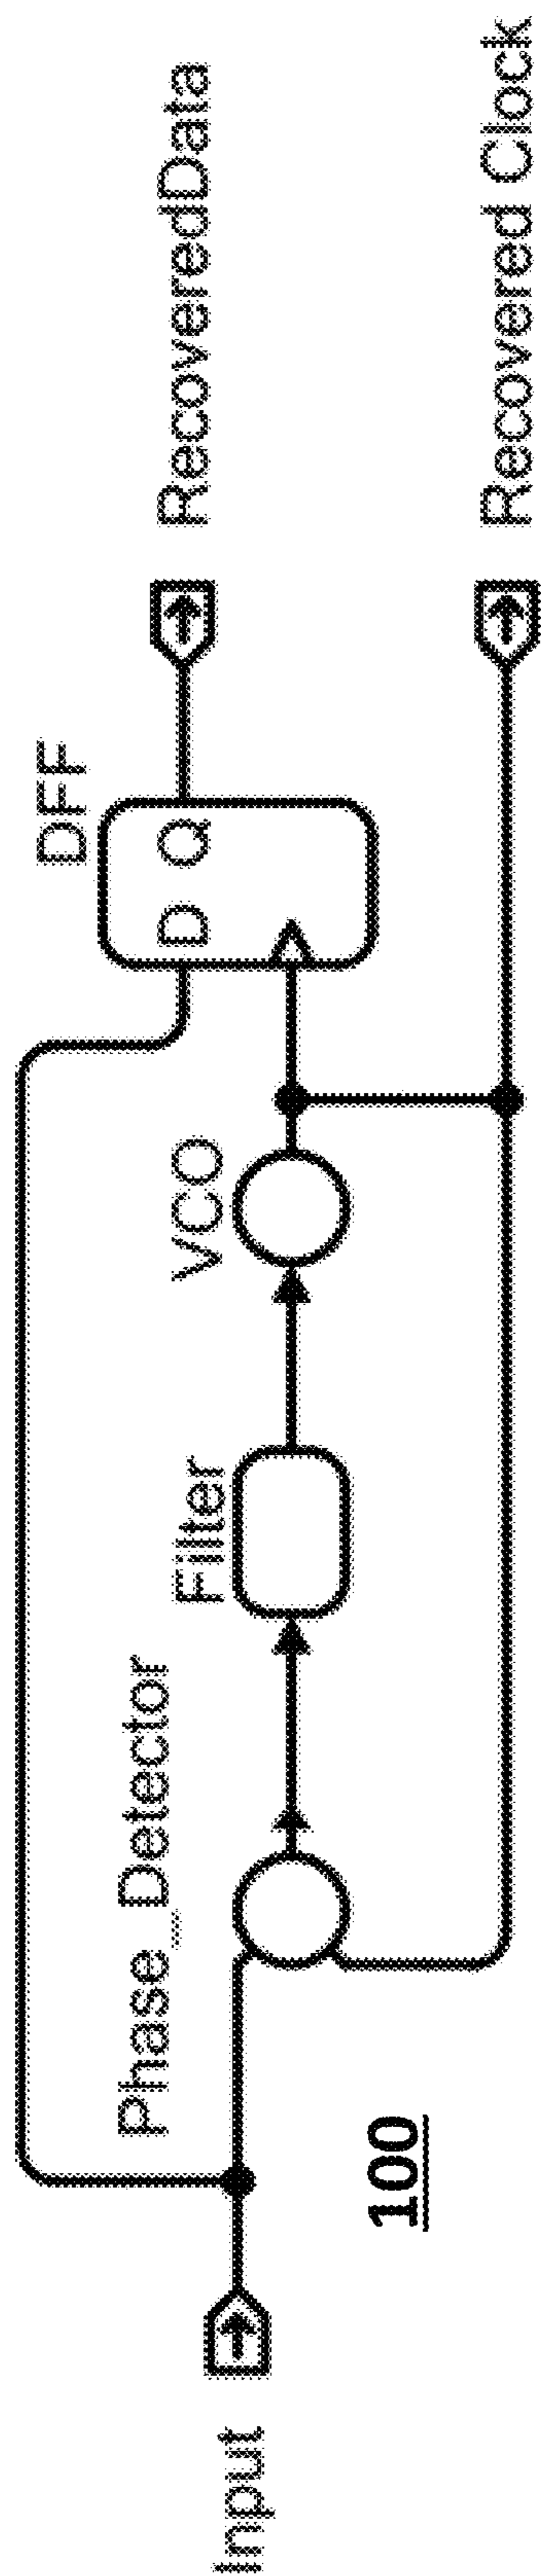 Input
100
Phase_Detector
Filter
VCO
DFF
D Q
RecoveredData
Recovered Clock